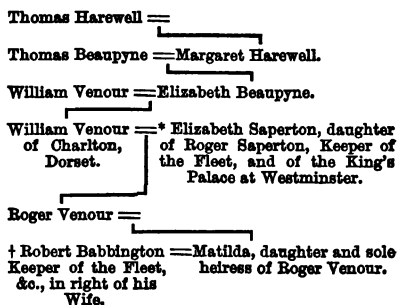 Thomas Harewell ==
Thomas Beaupyne ==Margaret Harewell.
William Venour ==Elizabeth Beaupyne.
William Venour ==* Elizabeth Saperton, daughter
of Charlton, of Roger Saperton, Keeper of
Dorset. the Fleet, and of the King's
Palace at Westminster.
Roger Venour ==
† Robert Babbington ==Matilda, daughter and sole
Keeper of the Fleet, heiress of Roger Venour.
&c., in right of his
Wife.